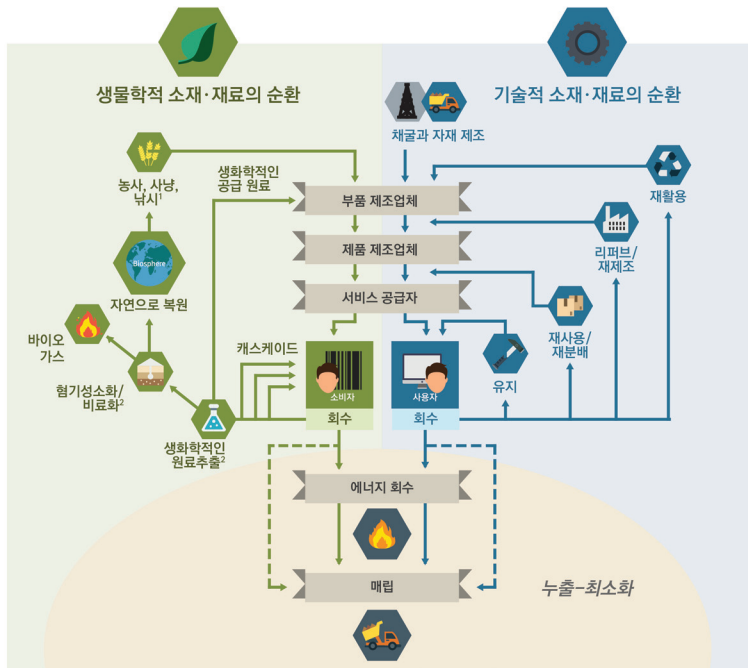 생물학적 소재·재료의 순환
기술적 소재·재료의 순환
채굴과 자재 제조
농사, 사냥,
낚시1
생화학적인
공급 원료
부품 제조업체
재활용
제품 제조업체
리퍼브/
재제조
Biosphere
자연으로 복원
서비스 공급자
바이오
가스
캐스케이드
재사용/
재분배
소비자
사용자
유지
혐기성소화/
비료화2
회수
회수
생화학적인
원료추출2
에너지 회수
매립
누출-최소화